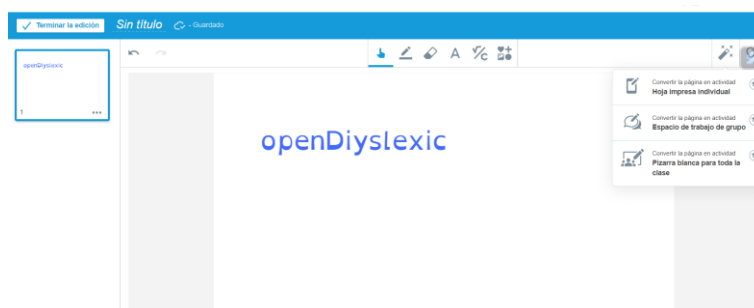 Terminar la edición Sin título - Guardado
openDiyslexic
1 •••
A
openDiyslexic
Convertir la página en actividad
Hoja impresa individual
Convertir la página en actividad
Espacio de trabajo de grupo
Convertir la página en actividad
Pizarra blanca para toda la
clase